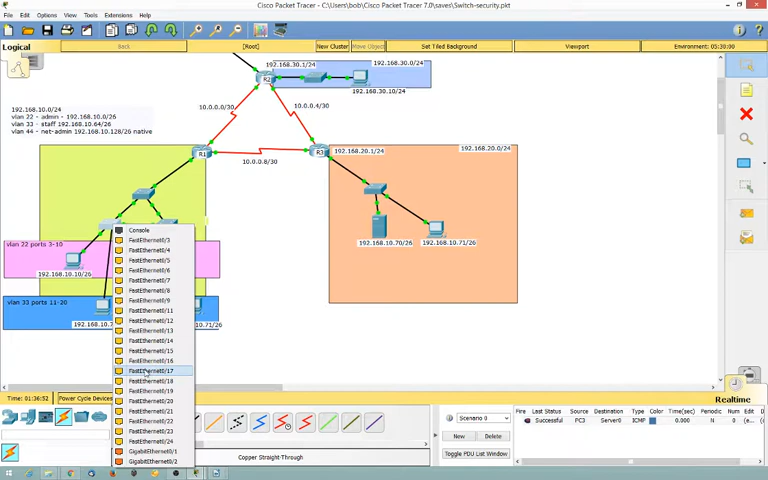 Cisco Packet Tracer - C:\Users\bob\Cisco Packet Tracer 7.0\saves\Switch-security.pkt
File Edit Options View Tools Extensions Help
Logical
Back
[Root]
New Cluster
Move Object
Set Tiled Background
Viewport
Environment: 05:30:00
192.168.30.1/24
192.168.30.0/24
R2
192.168.30.10/24
10.0.0.0/30
10.0.0.4/30
192.168.10.0/24
vlan 22 - admin - 192.168.10.0/26
vlan 33 - staff 192.168.10.64/26
vlan 44 - net-admin 192.168.10.128/26 native
R1
R3
192.168.20.1/24
192.168.20.0/24
10.0.0.8/30
Console
FastEthernet0/3
FastEthernet0/4
FastEthernet0/5
FastEthernet0/6
FastEthernet0/7
FastEthernet0/8
FastEthernet0/9
FastEthernet0/11
FastEthernet0/12
FastEthernet0/13
FastEthernet0/14
FastEthernet0/15
FastEthernet0/16
FastEthernet0/17
FastEthernet0/18
FastEthernet0/19
FastEthernet0/20
FastEthernet0/21
FastEthernet0/22
FastEthernet0/23
FastEthernet0/24
GigabitEthernet0/1
GigabitEthernet0/2
vlan 22 ports 3-10
192.168.10.10/26
192.168.10.70/26
192.168.10.71/26
vlan 33 ports 11-20
192.168.10.7
.71/26
Time: 01:36:52
Power Cycle Devices
Realtime
Scenario 0
New
Delete
Toggle PDU List Window
Fire Last Status Source Destination Type Color Time(sec) Periodic Num Edit
Successful PC3 Server0 ICMP 0.000 N 0 (e...
Copper Straight-Through